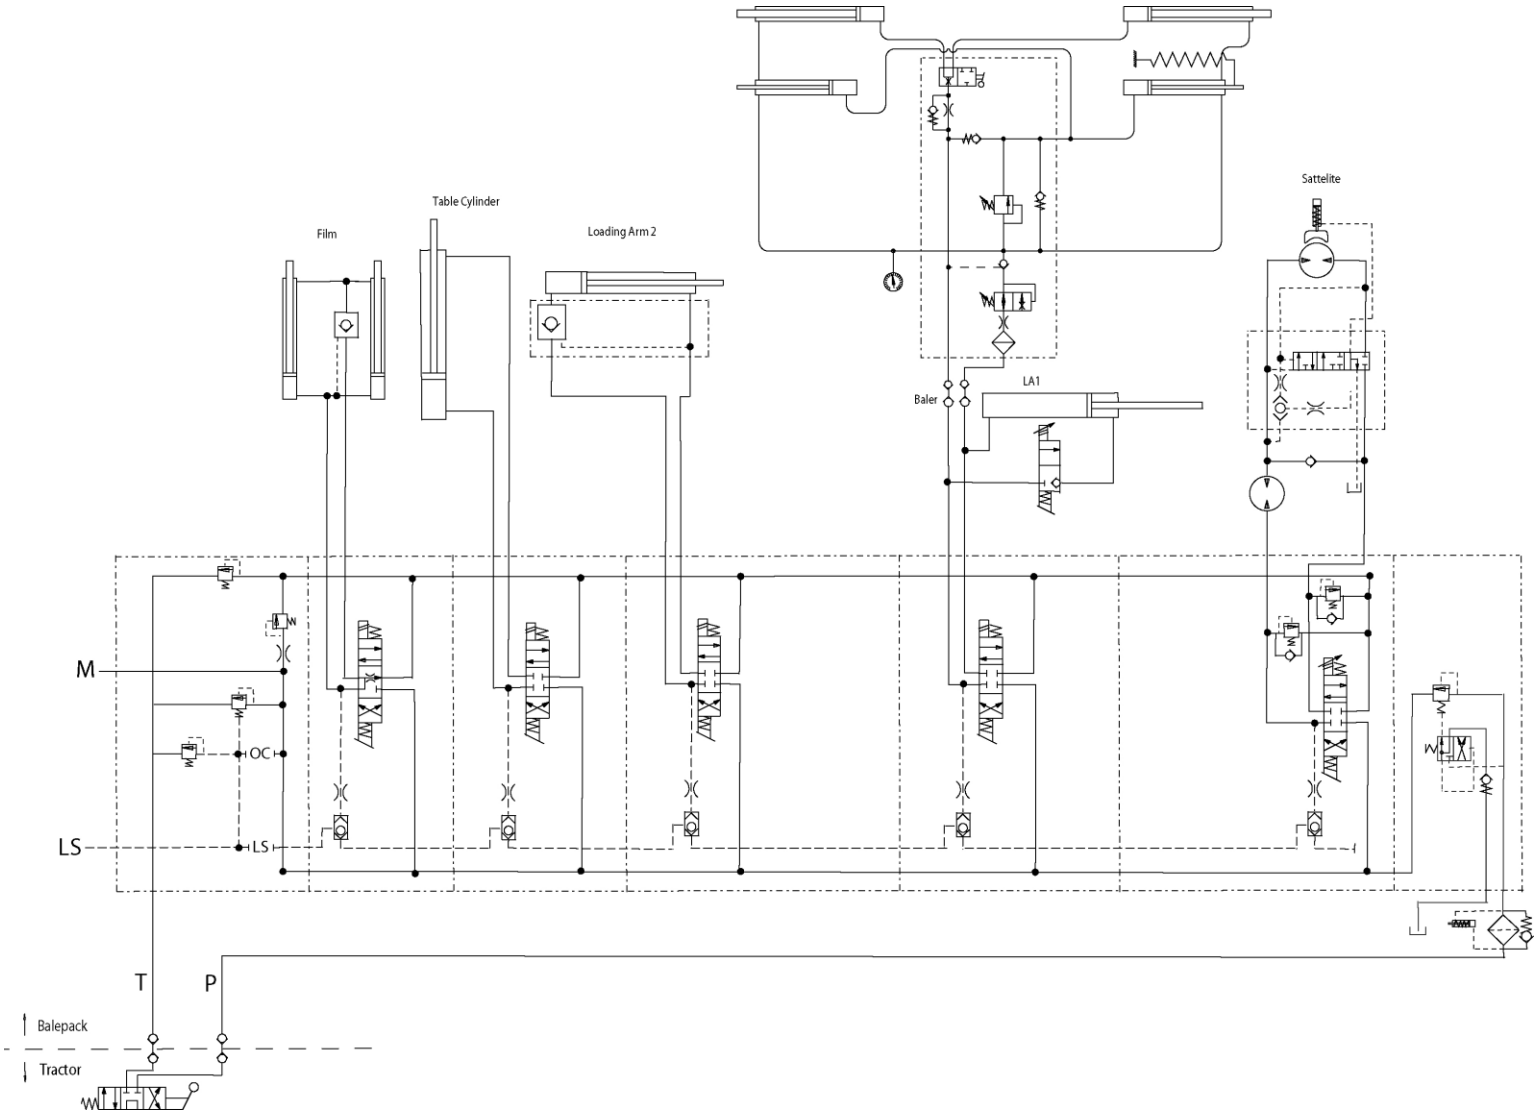 Sattelite
Table Cylinder
Film
Loading Arm 2
LA1
Baler
M
OC
LS
LS
T
P
Balepack
Tractor